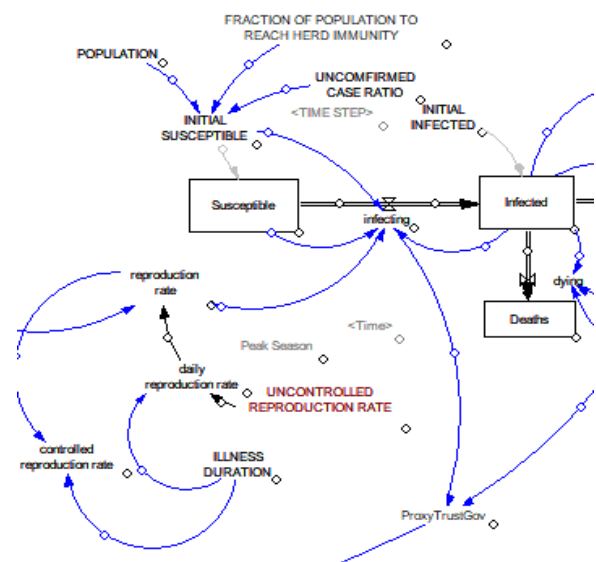 FRACTION OF POPULATION TO
REACH HERD IMMUNITY
POPULATION
UNCOMFIRMED
CASE RATIO
<TIME STEP>
INITIAL
INFECTED
INITIAL
SUSCEPTIBLE
Susceptible
infecting
Infected
reproduction
rate
dying
<Time>
Deaths
Peak Season
daily
reproduction rate
UNCONTROLLED
REPRODUCTION RATE
controlled
reproduction rate
ILLNESS
DURATION
ProxyTrustGov